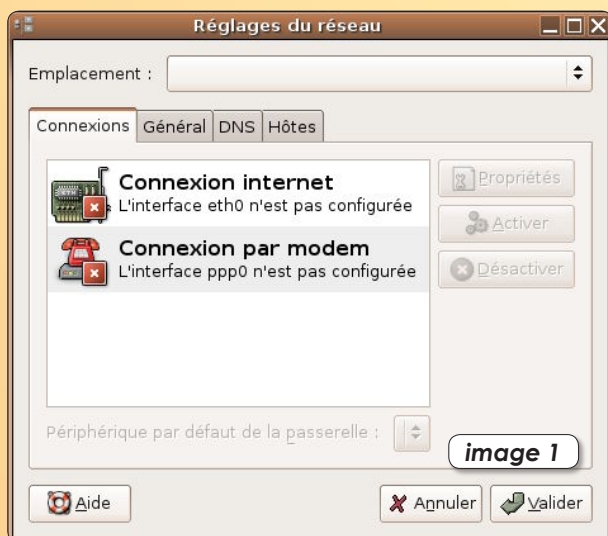 Réglages du réseau
Emplacement :
Connexions Général DNS Hôtes
Connexion internet
L'interface eth0 n'est pas configurée
Connexion par modem
L'interface ppp0 n'est pas configurée
Propriétés
Activer
Désactiver
Périphérique par défaut de la passerelle :
image 1
Aide
Annuler
Valider